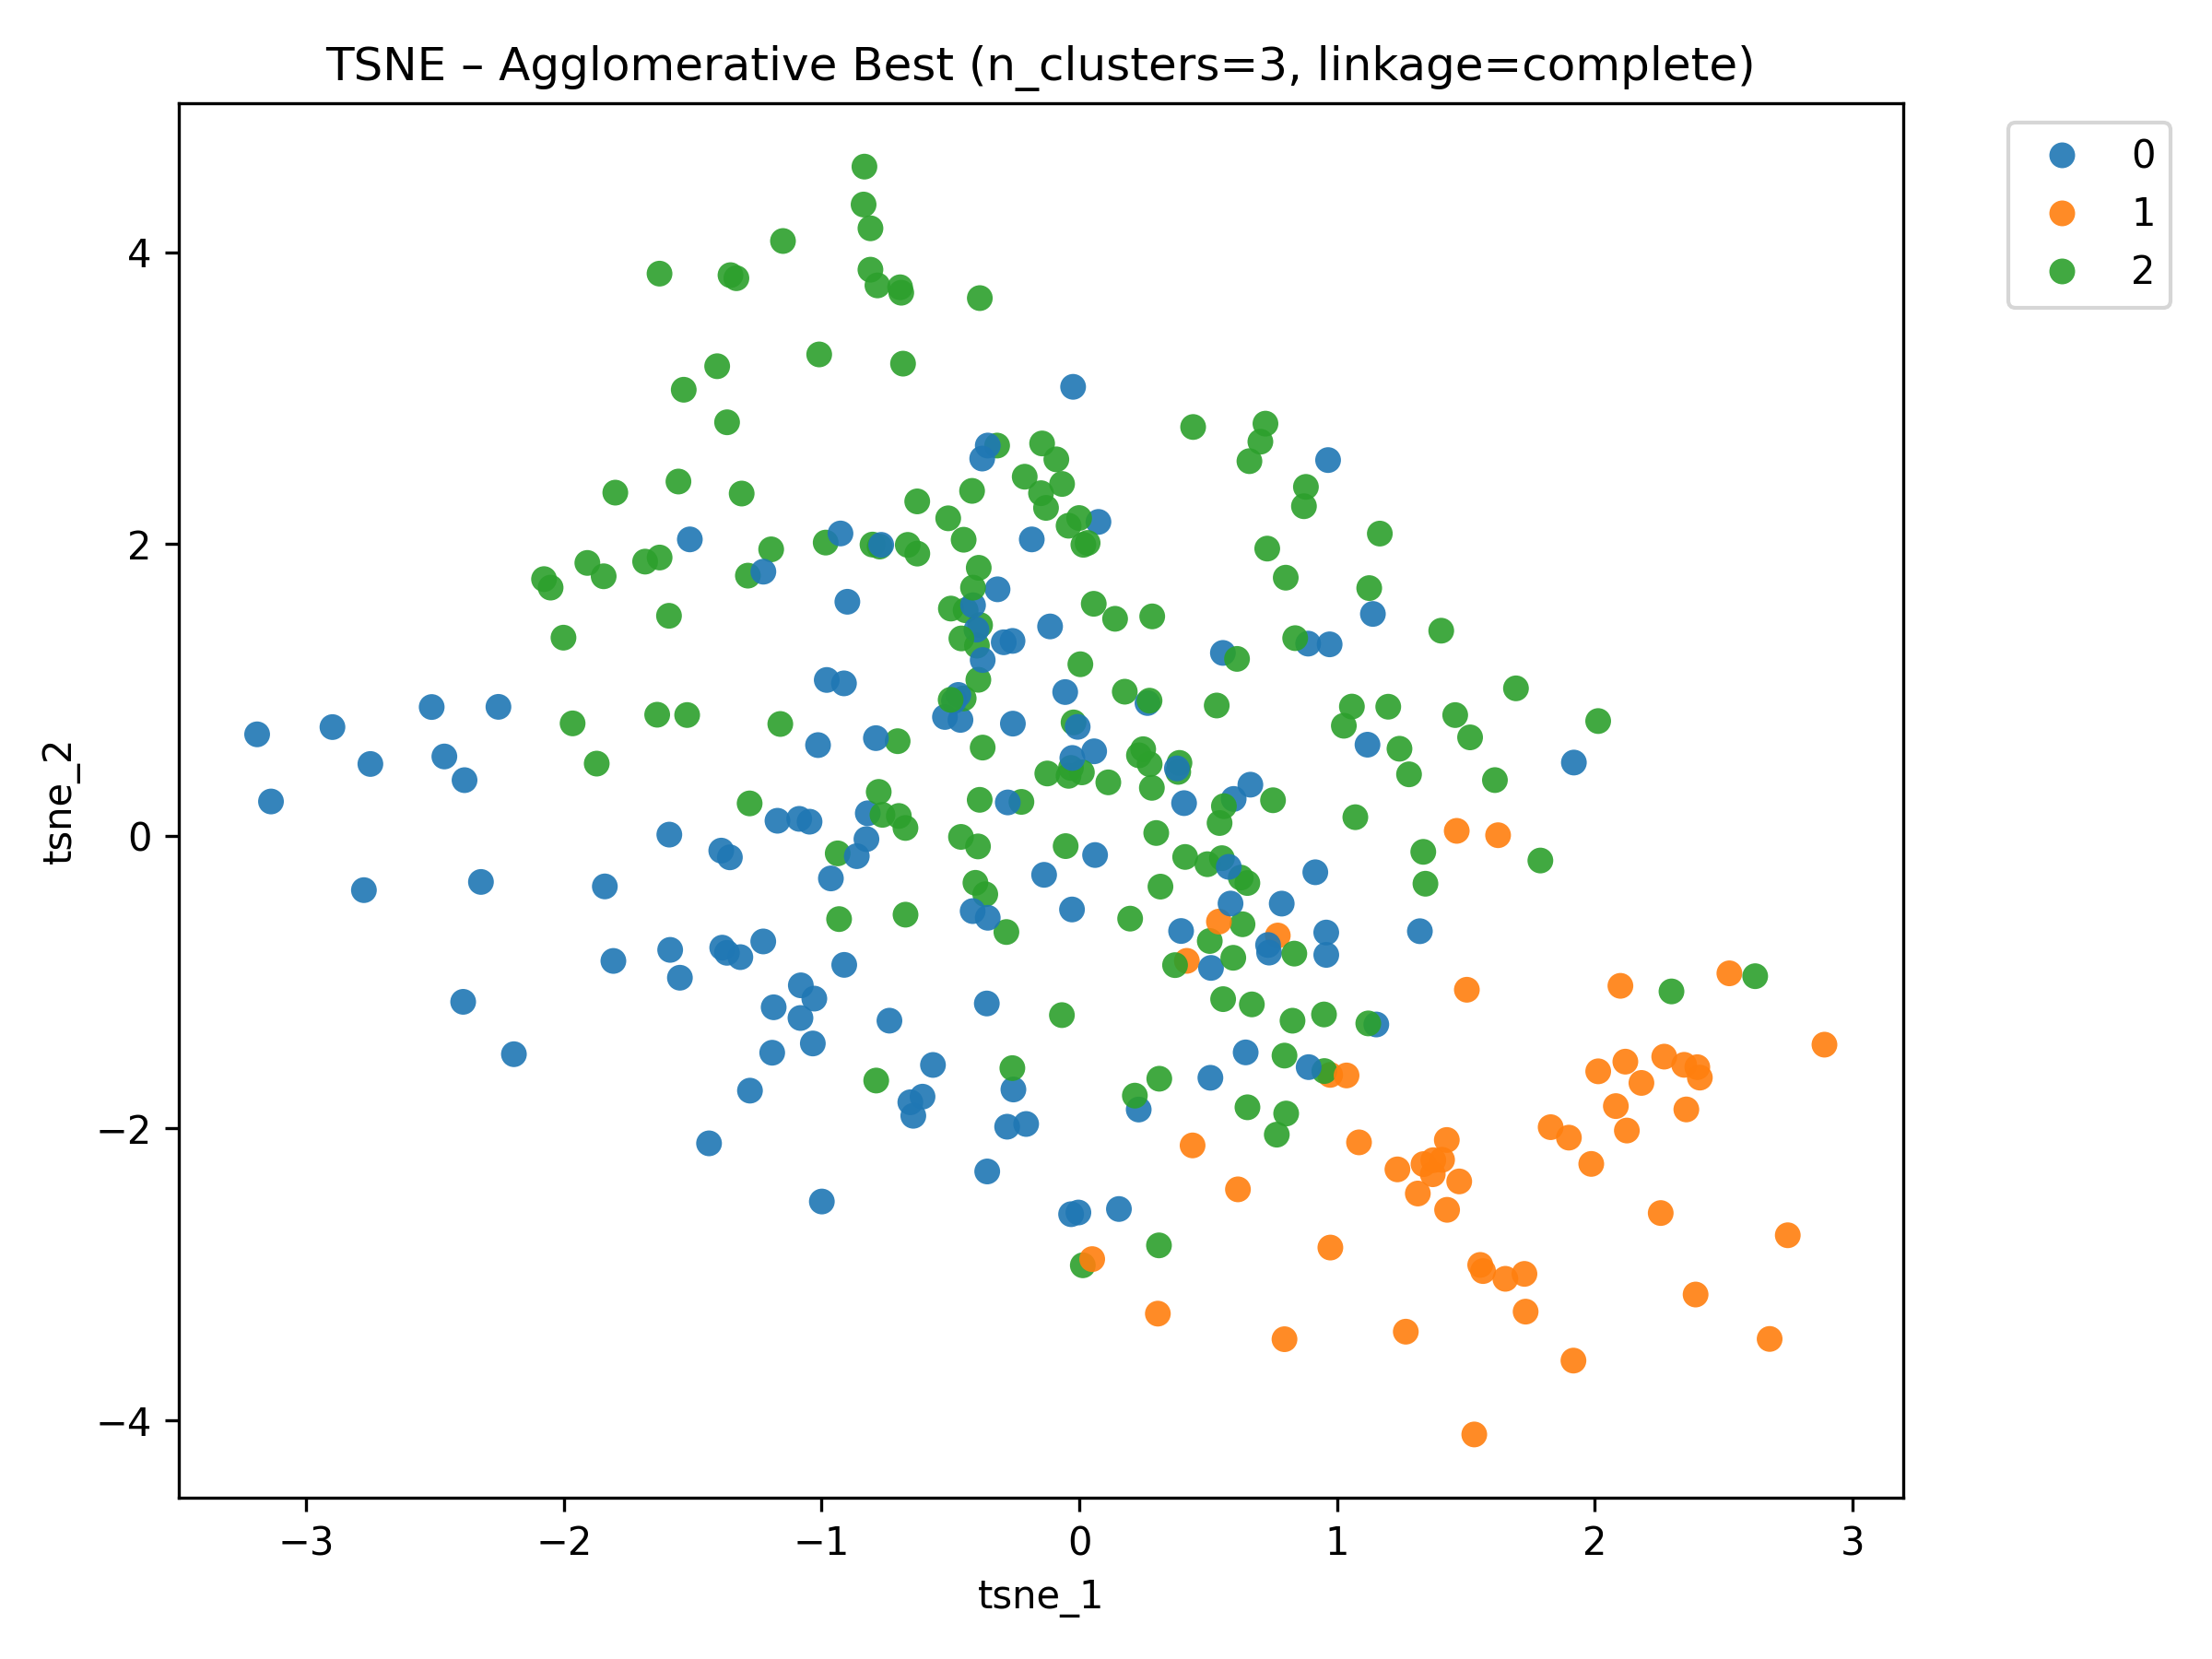 TSNE – Agglomerative Best (n_clusters=3, linkage=complete)
0
1
2
4
2
0
−2
−4
tsne_2
−3 −2 −1 0 1 2 3
tsne_1